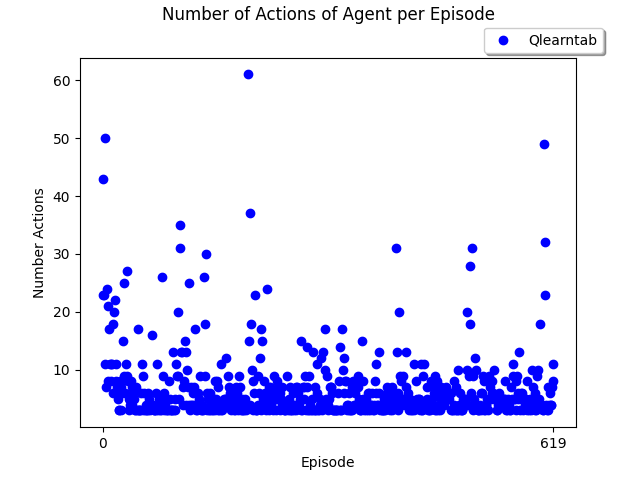 Number of Actions of Agent per Episode
Qlearntab
60
50
40
30
20
10
Number Actions
0
619
Episode